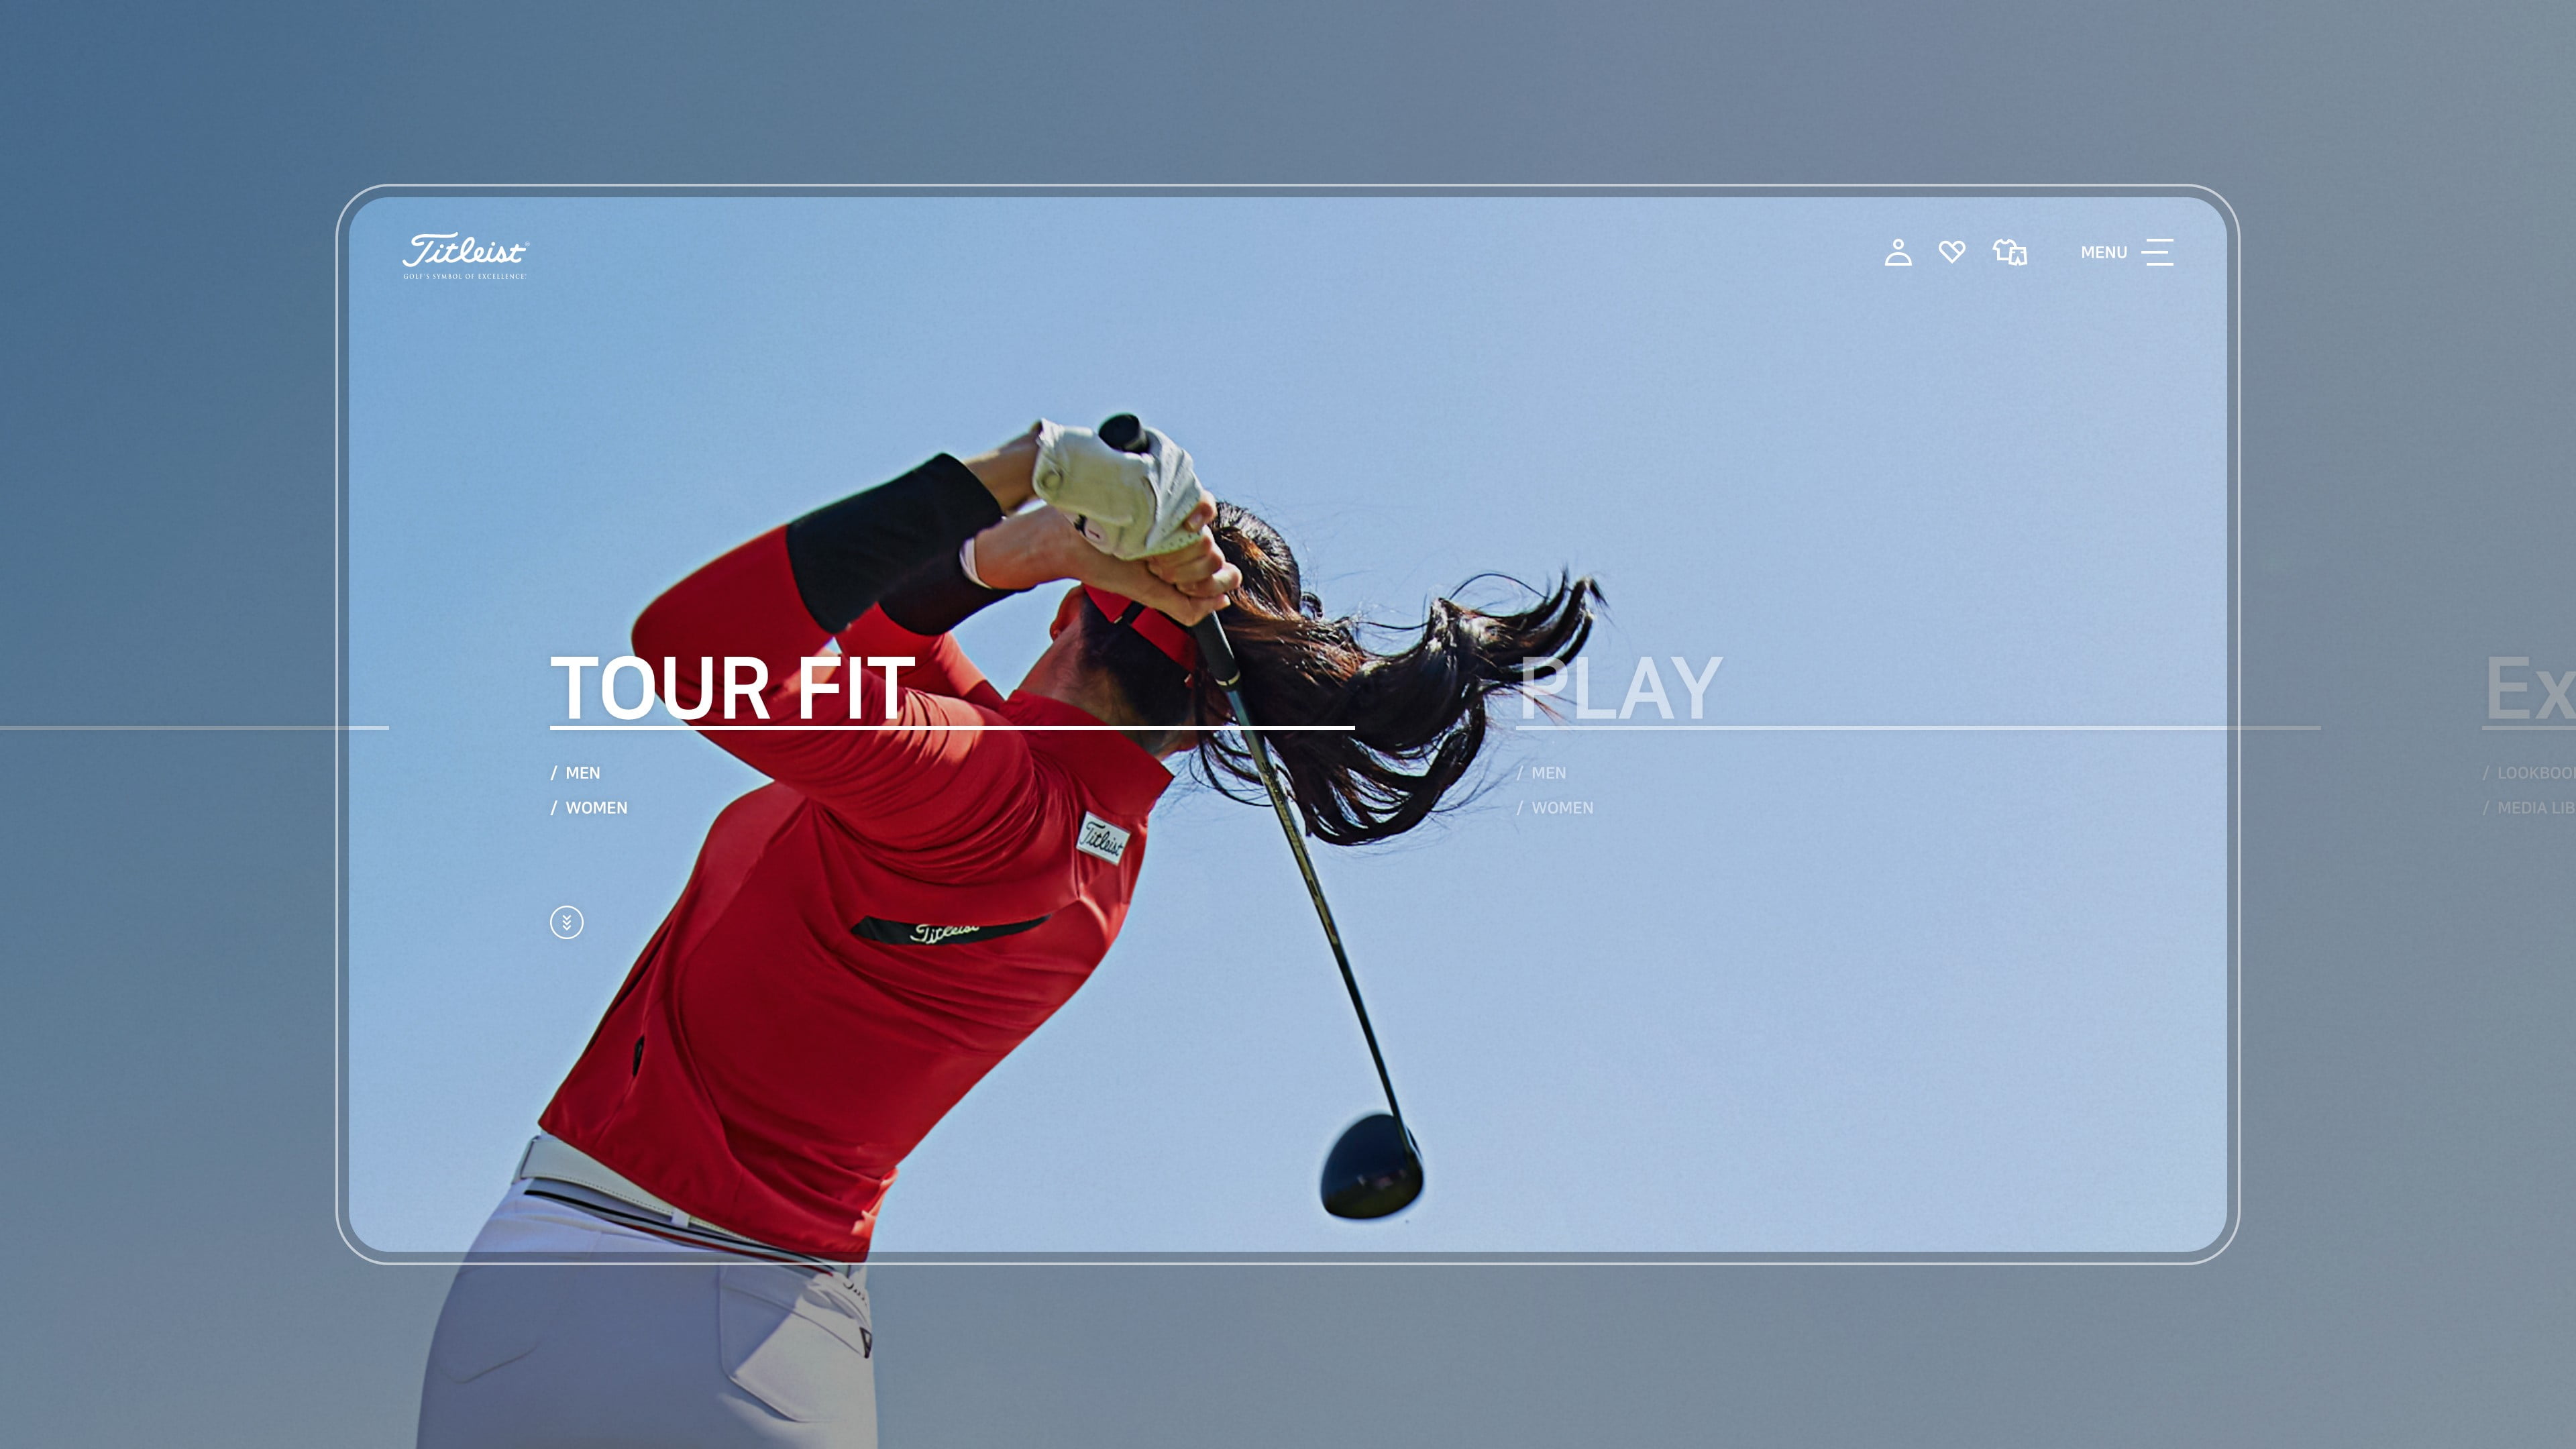 Titleist®
GOLF'S SYMBOL OF EXCELLENCE®
MENU
TOUR FIT
/ MEN
/ WOMEN
PLAY
/ MEN
/ WOMEN
Ex
/ LOOKBOO
/ MEDIA LIB
Titleist
Titleist